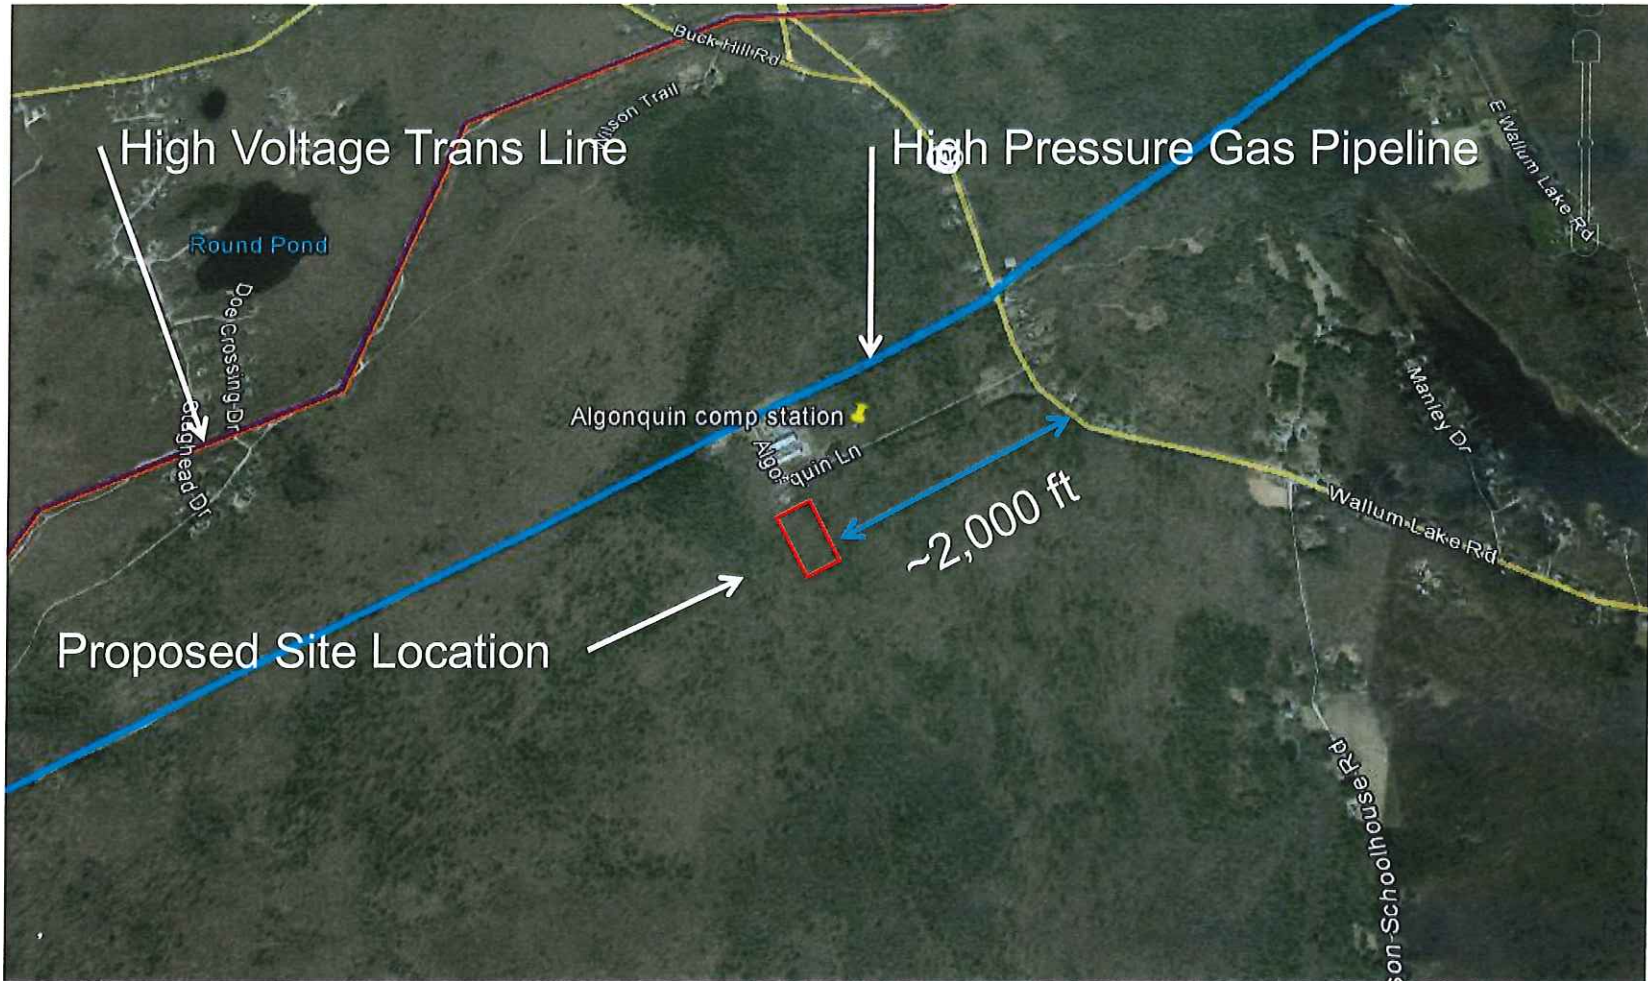 Buck Hill Rd
Wilson Trail
High Voltage Trans Line
High Pressure Gas Pipeline
E Wallum Lake Rd
Round Pond
Doe Crossing Dr
Manley Dr
Algonquin comp station
Algonquin Ln
Wallum Lake Rd
~2,000 ft
Proposed Site Location
son-Schoolhouse Rd